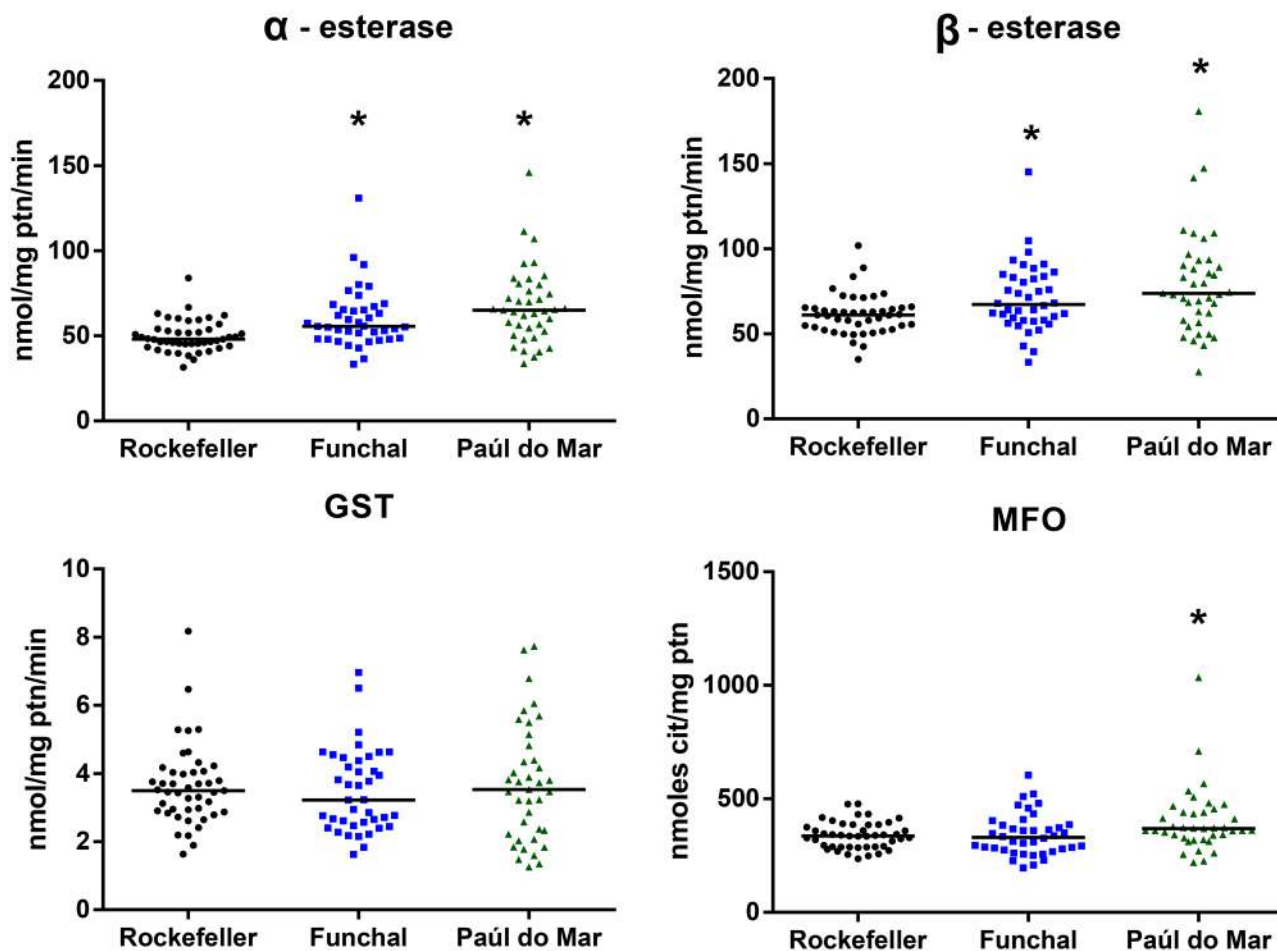 α - esterase
nmol/mg ptn/min
200
150
100
50
0
*
*
Rockefeller
Funchal
Paúl do Mar
β - esterase
nmol/mg ptn/min
200
150
100
50
0
*
*
Rockefeller
Funchal
Paúl do Mar
GST
nmol/mg ptn/min
10
8
6
4
2
0
Rockefeller
Funchal
Paúl do Mar
MFO
nmoles cit/mg ptn
1500
1000
500
0
*
Rockefeller
Funchal
Paúl do Mar